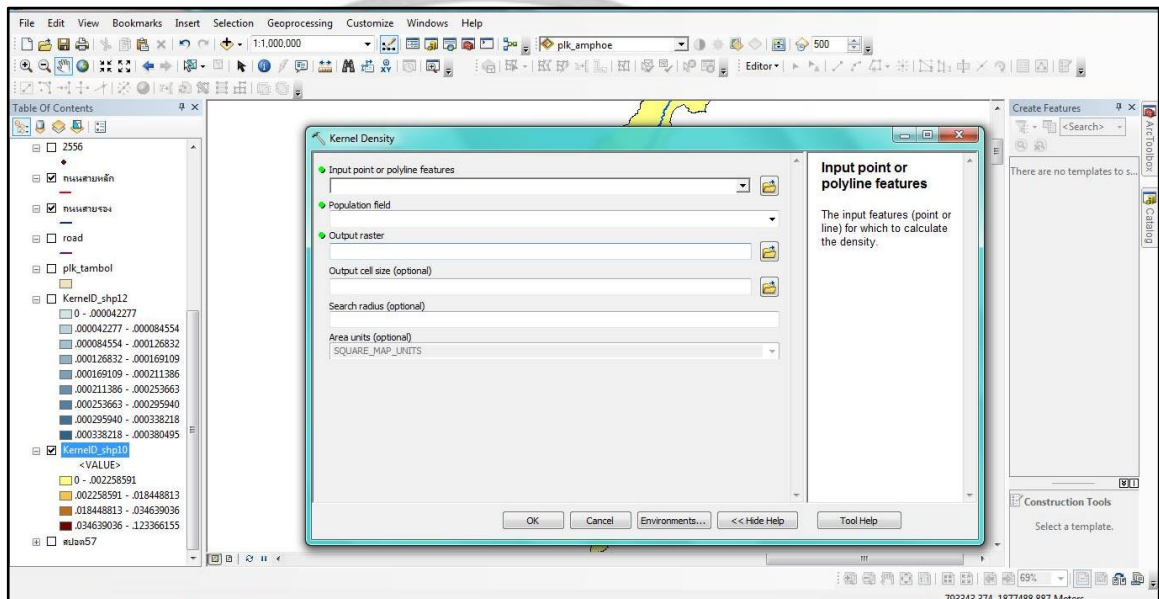 File Edit View Bookmarks Insert Selection Geoprocessing Customize Windows Help
1:1,000,000
plk_amphoe
500
Editor
Table Of Contents
2556
ถนนสายหลัก
ถนนสายรอง
road
plk_tambol
KernelD_shp12
0 - .000042277
.000042277 - .000084554
.000084554 - .000126832
.000126832 - .000169109
.000169109 - .000211386
.000211386 - .000253663
.000253663 - .000295940
.000295940 - .000338218
.000338218 - .000380495
KernelD_shp10
<VALUE>
0 - .002258591
.002258591 - .018448813
.018448813 - .034639036
.034639036 - .123366155
Kernel Density
Input point or polyline features
Population field
Output raster
Output cell size (optional)
Search radius (optional)
Area units (optional)
SQUARE_MAP_UNITS
OK Cancel Environments... << Hide Help Tool Help
Input point or polyline features
The input features (point or line) for which to calculate the density.
Create Features
<Search>
There are no templates to s...
Construction Tools
Select a template.
ArcToolbox
Catalog
69%
793343.374 1877488.887 Meters